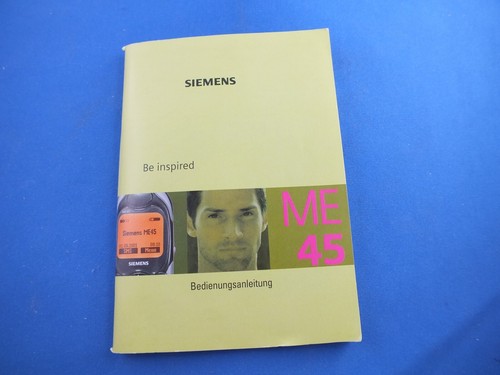 SIEMENS
Be inspired
ME
45
Siemens ME45
SIEMENS
Bedienungsanleitung